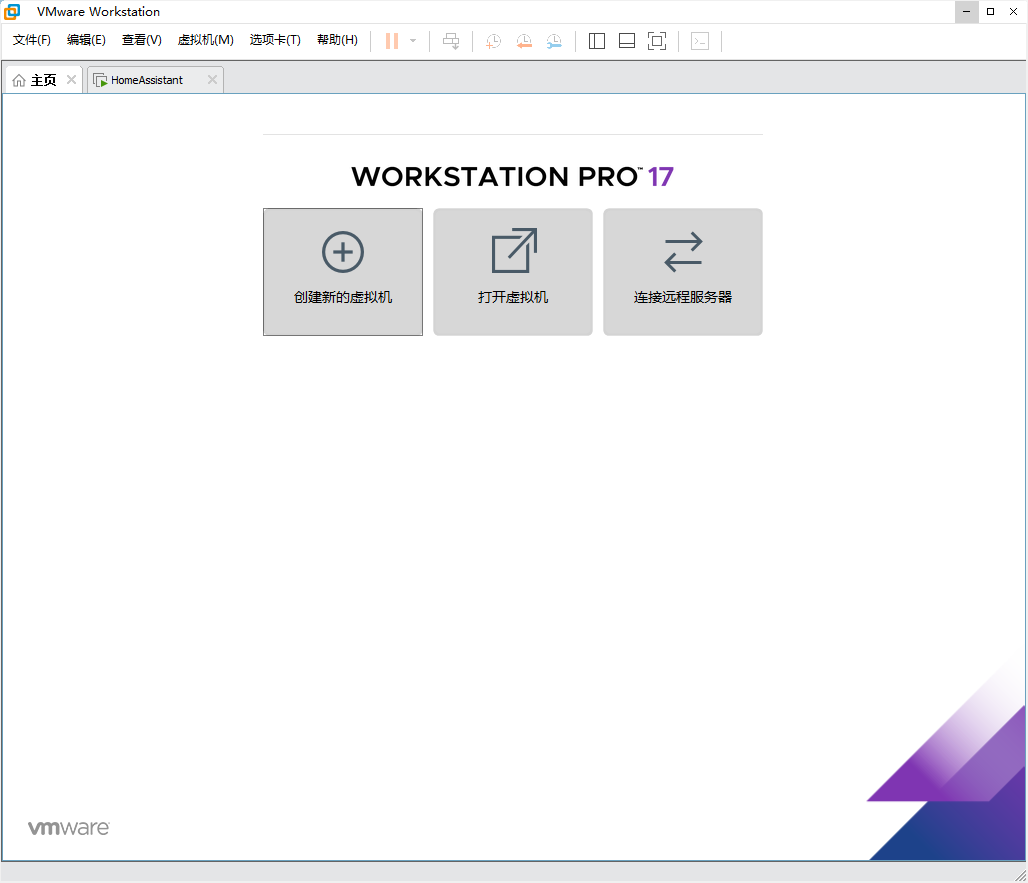 VMware Workstation
文件(F) 编辑(E) 查看(V) 虚拟机(M) 选项卡(T) 帮助(H)
主页 HomeAssistant
WORKSTATION PRO™ 17
创建新的虚拟机 打开虚拟机 连接远程服务器
vmware